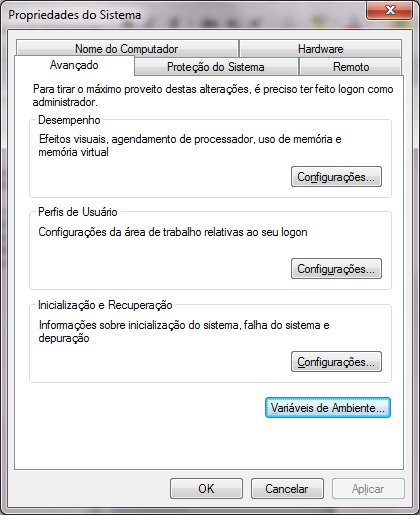 Propriedades do Sistema
Nome do Computador
Hardware
Avançado
Proteção do Sistema
Remoto
Para tirar o máximo proveito destas alterações, é preciso ter feito logon como
administrador.
Desempenho
Efeitos visuais, agendamento de processador, uso de memória e
memória virtual
Configurações...
Perfis de Usuário
Configurações da área de trabalho relativas ao seu logon
Configurações...
Inicialização e Recuperação
Informações sobre inicialização do sistema, falha do sistema e
depuração
Configurações...
Variáveis de Ambiente...
OK
Cancelar
Aplicar